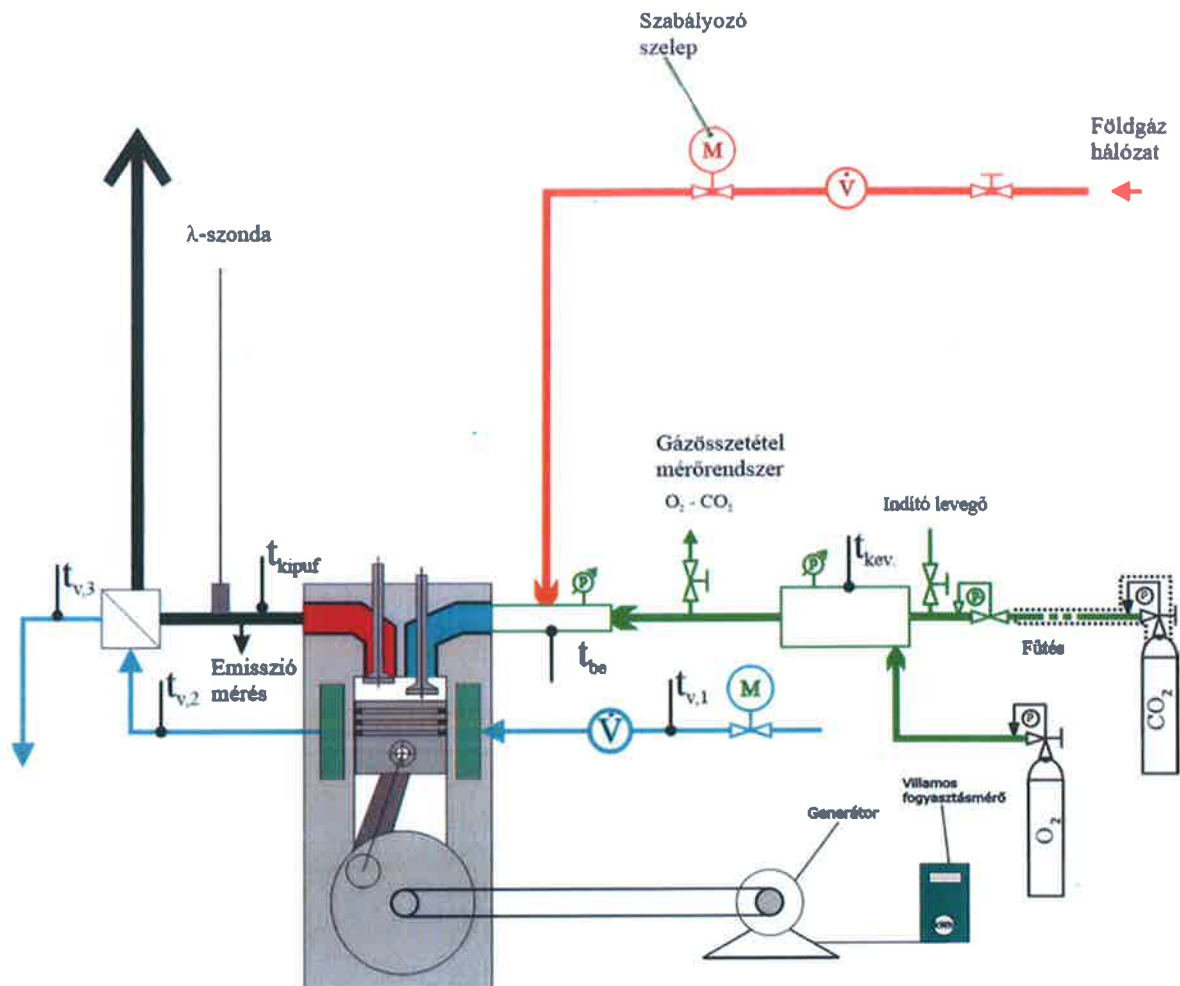 Szabályozó
szelep
Földgáz
hálózat
M
V̇
λ-szonda
Gázösszetétel
mérőrendszer
O₂ - CO₂
Indító levegő
t_v,3
t_kipuf
P
P
t_kev.
P
P
Fűtés
Emisszió
mérés
t_be
t_v,2
t_v,1
M
V̇
P
CO₂
Villamos
fogyasztásmérő
Generátor
O₂